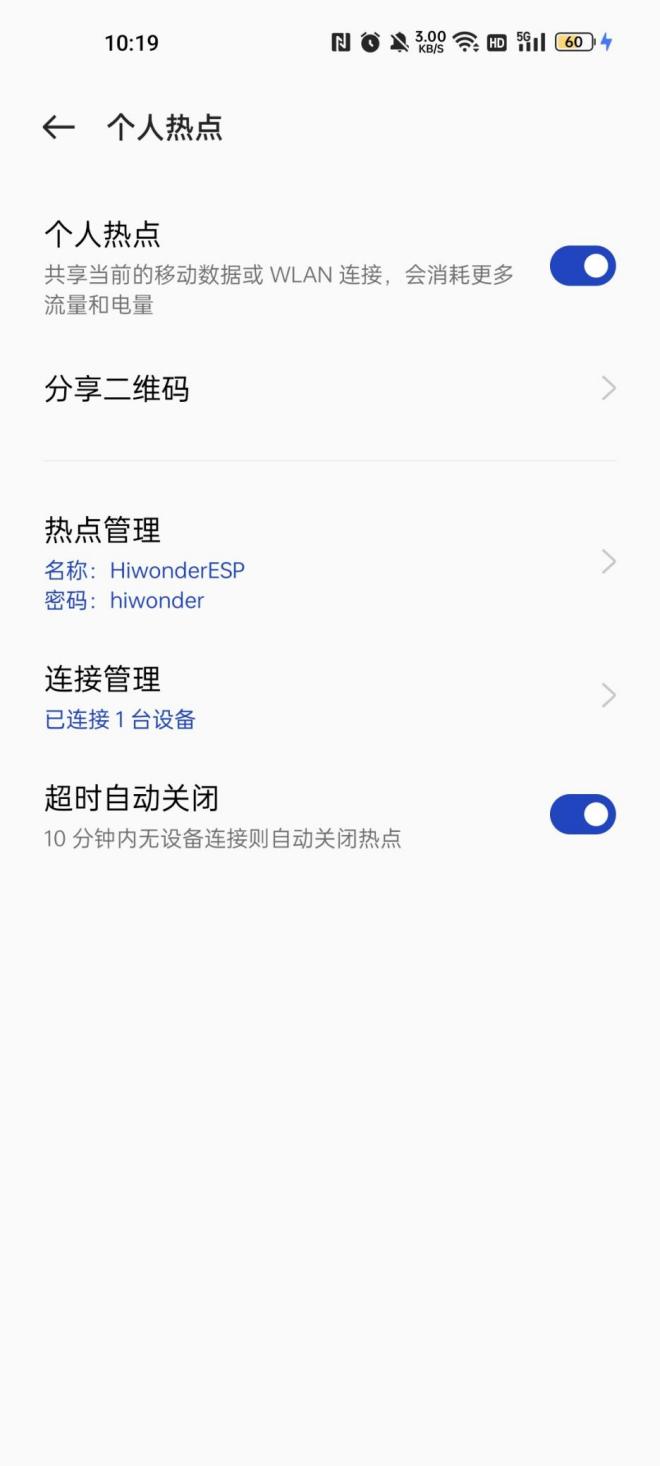 10:19 3.00 KB/S HD 5G 60
个人热点
个人热点
共享当前的移动数据或 WLAN 连接，会消耗更多
流量和电量
分享二维码
热点管理
名称：HiwonderESP
密码：hiwonder
连接管理
已连接 1 台设备
超时自动关闭
10 分钟内无设备连接则自动关闭热点